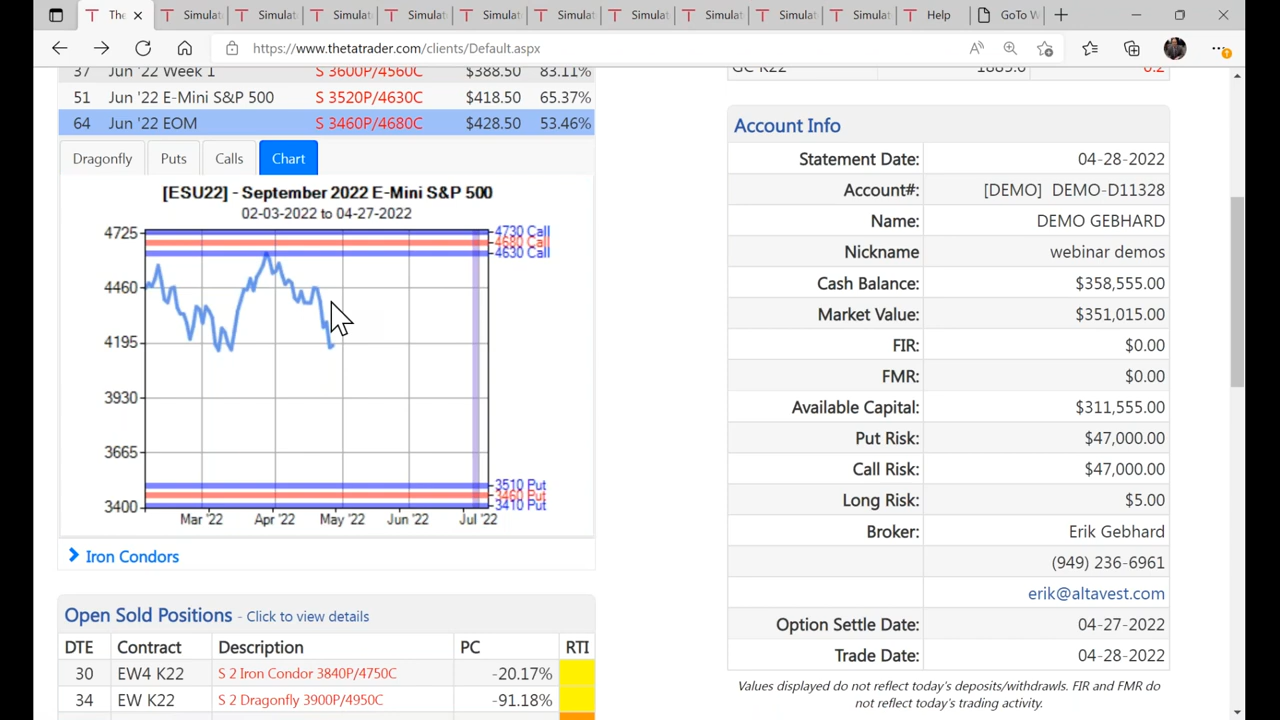 The
Simulat
Simulat
Simulat
Simulat
Simulat
Simulat
Simulat
Simulat
Simulat
Simulat
Help
GoTo W
https://www.thetatrader.com/clients/Default.aspx
37 Jun '22 Week 1 S 3600P/4560C $388.50 83.11%
51 Jun '22 E-Mini S&P 500 S 3520P/4630C $418.50 65.37%
64 Jun '22 EOM S 3460P/4680C $428.50 53.46%
Dragonfly Puts Calls Chart
[ESU22] - September 2022 E-Mini S&P 500
02-03-2022 to 04-27-2022
4725
4460
4195
3930
3665
3400
4730 Call
4680 Call
4630 Call
3510 Put
3460 Put
3410 Put
Mar '22 Apr '22 May '22 Jun '22 Jul '22
Iron Condors
Open Sold Positions - Click to view details
DTE Contract Description PC RTI
30 EW4 K22 S 2 Iron Condor 3840P/4750C -20.17%
34 EW K22 S 2 Dragonfly 3900P/4950C -91.18%
GC K22 1885.6 6.2
Account Info
Statement Date: 04-28-2022
Account#: [DEMO] DEMO-D11328
Name: DEMO GEBHARD
Nickname webinar demos
Cash Balance: $358,555.00
Market Value: $351,015.00
FIR: $0.00
FMR: $0.00
Available Capital: $311,555.00
Put Risk: $47,000.00
Call Risk: $47,000.00
Long Risk: $5.00
Broker: Erik Gebhard
(949) 236-6961
erik@altavest.com
Option Settle Date: 04-27-2022
Trade Date: 04-28-2022
Values displayed do not reflect today's deposits/withdrawls. FIR and FMR do
not reflect today's trading activity.